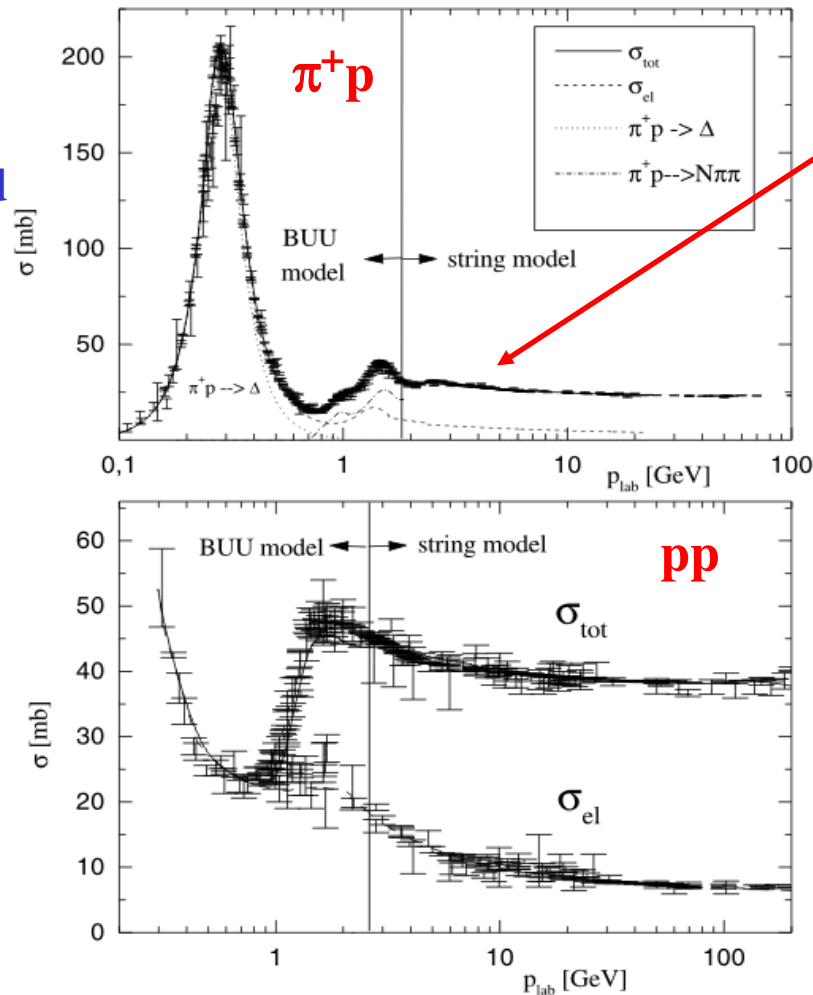 π⁺p
σ_tot
σ_el
π⁺p -> Δ
π⁺p-->Nππ
BUU model
string model
π⁺p --> Δ
σ [mb]
200
150
100
50
0,1
1
10
100
p_lab [GeV]
BUU model
string model
pp
σ_tot
σ_el
σ [mb]
60
50
40
30
20
10
0
1
10
100
p_lab [GeV]